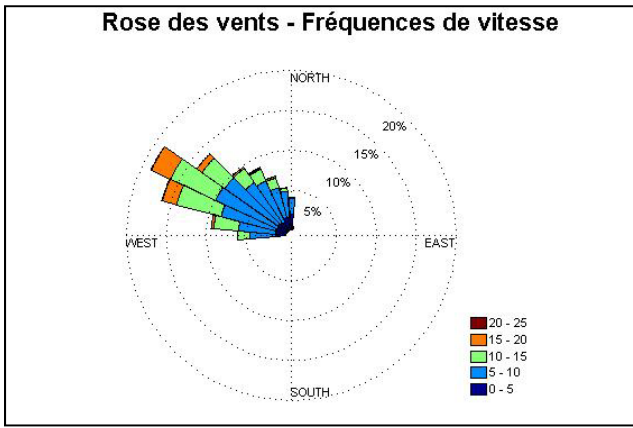 Rose des vents - Fréquences de vitesse
NORTH
20%
15%
10%
5%
WEST
EAST
20 - 25
15 - 20
10 - 15
5 - 10
0 - 5
SOUTH